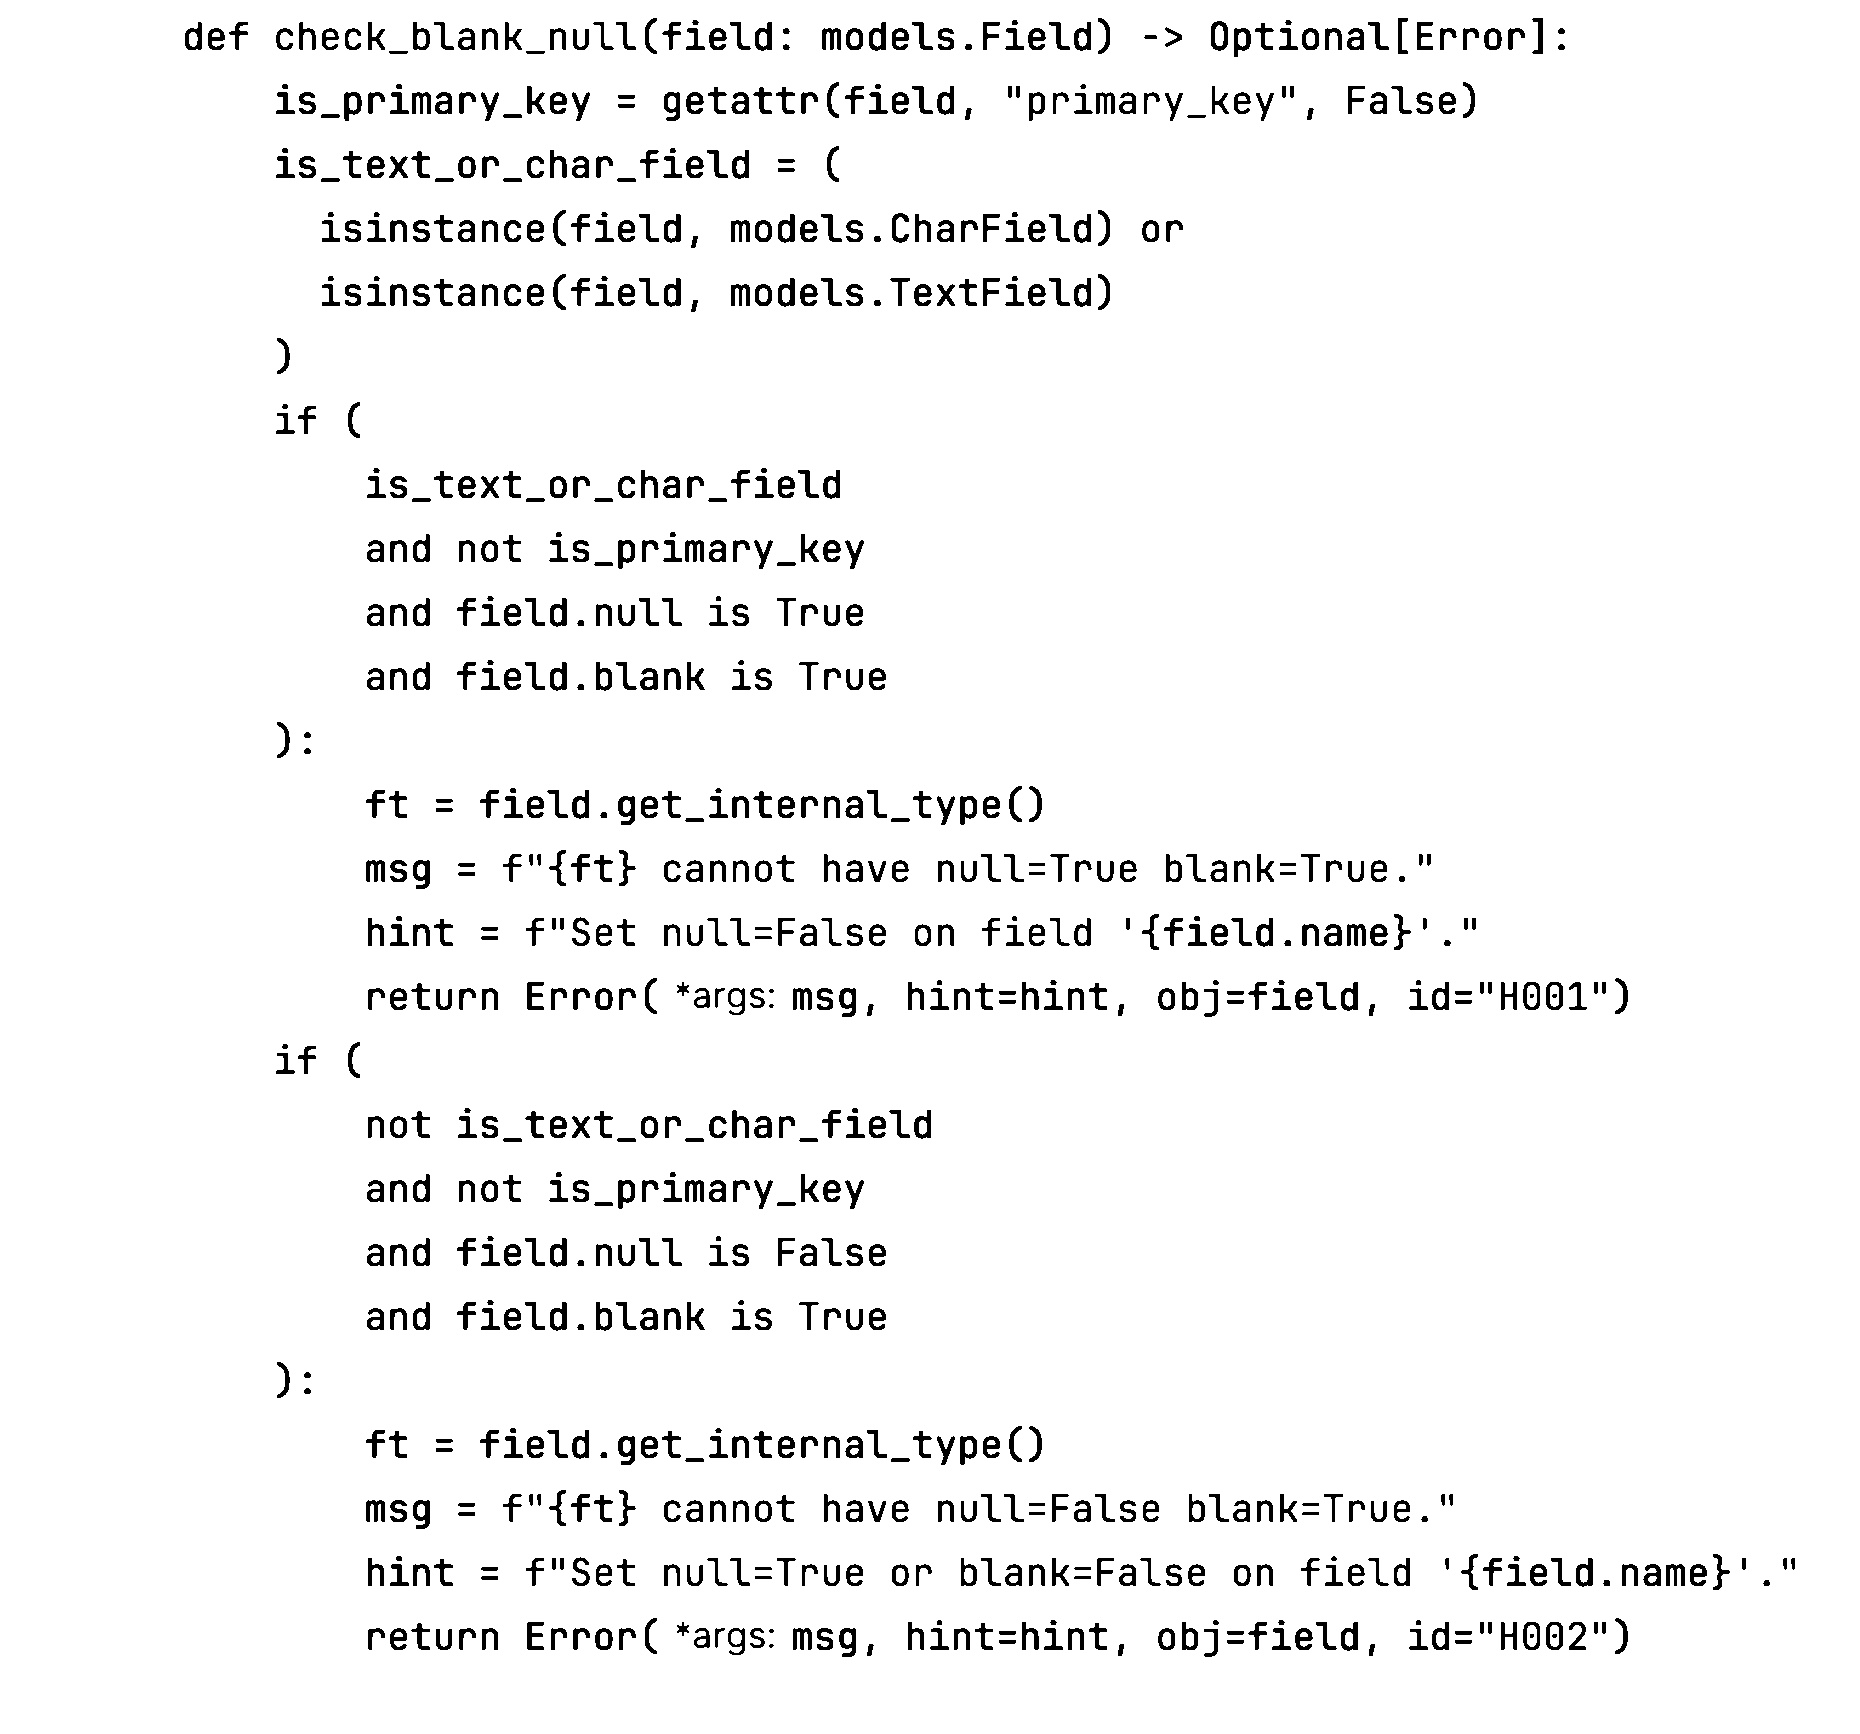 def check_blank_null(field: models.Field) -> Optional[Error]:
    is_primary_key = getattr(field, "primary_key", False)
    is_text_or_char_field = (
      isinstance(field, models.CharField) or
      isinstance(field, models.TextField)
    )
    if (
        is_text_or_char_field
        and not is_primary_key
        and field.null is True
        and field.blank is True
    ):
        ft = field.get_internal_type()
        msg = f"{ft} cannot have null=True blank=True."
        hint = f"Set null=False on field '{field.name}'."
        return Error( *args: msg, hint=hint, obj=field, id="H001")
    if (
        not is_text_or_char_field
        and not is_primary_key
        and field.null is False
        and field.blank is True
    ):
        ft = field.get_internal_type()
        msg = f"{ft} cannot have null=False blank=True."
        hint = f"Set null=True or blank=False on field '{field.name}'."
        return Error( *args: msg, hint=hint, obj=field, id="H002")